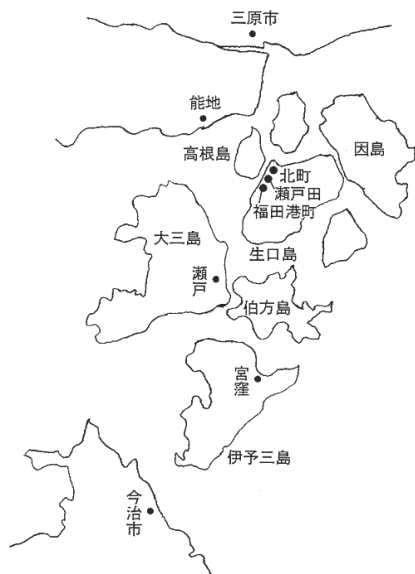 三原市
能地
高根島
因島
北町
瀬戸田
福田港町
大三島
生口島
瀬戸
伯方島
宮窪
伊予三島
今治市